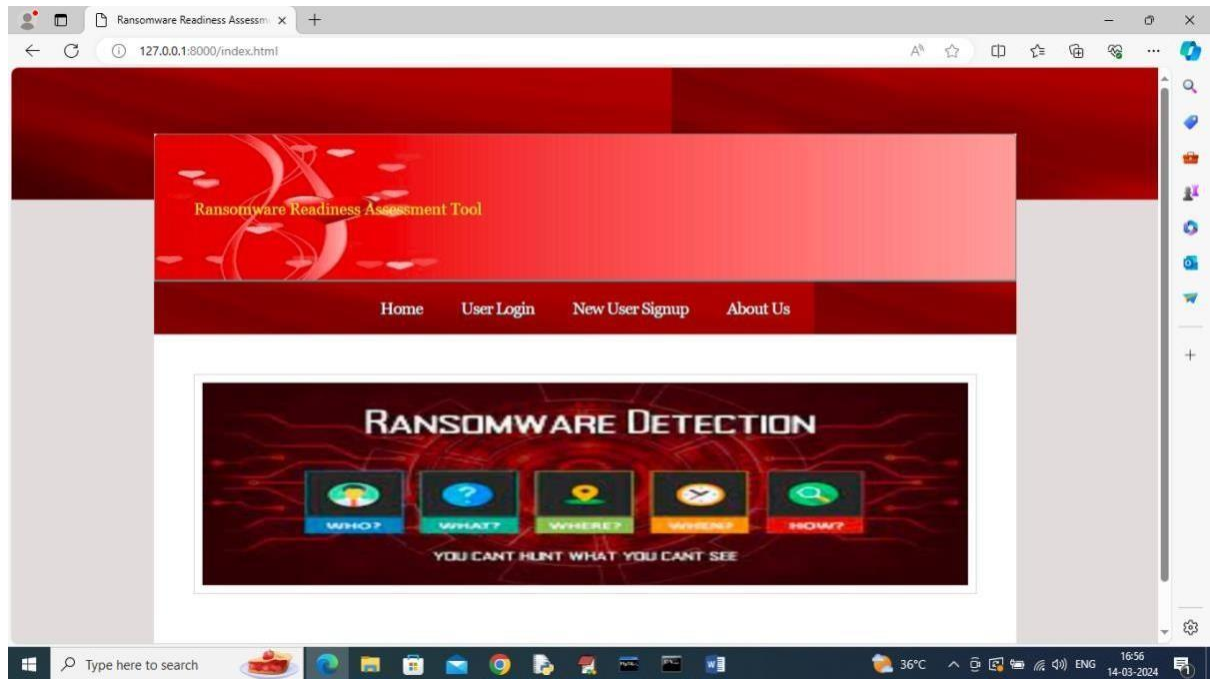 Ransomware Readiness Assessm
127.0.0.1:8000/index.html
Ransomware Readiness Assessment Tool
Home User Login New User Signup About Us
RANSOMWARE DETECTION
WHO? WHAT? WHERE? WHEN? HOW?
YOU CANT HUNT WHAT YOU CANT SEE
Type here to search
36°C ENG 16:56
14-03-2024